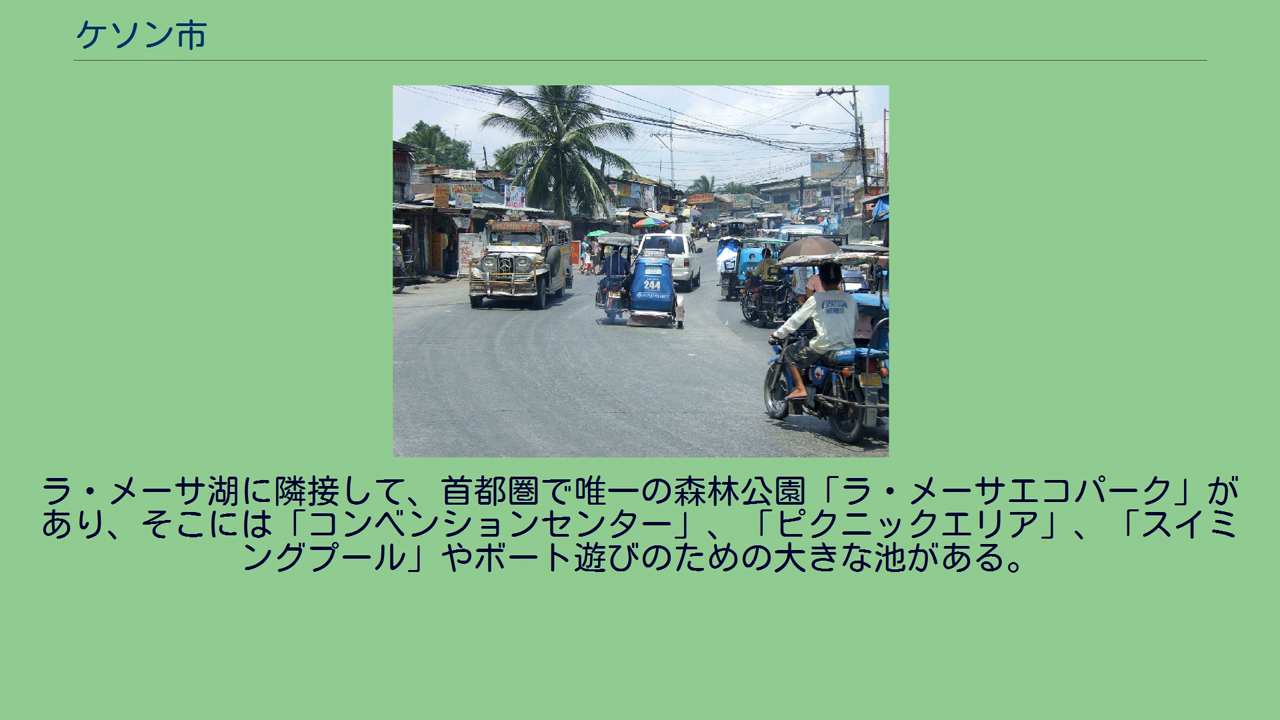 ケソン市
244
ラ・メーサ湖に隣接して、首都圏で唯一の森林公園「ラ・メーサエコパーク」が
あり、そこには「コンベンションセンター」、「ピクニックエリア」、「スイミ
ングプール」やボート遊びのための大きな池がある。